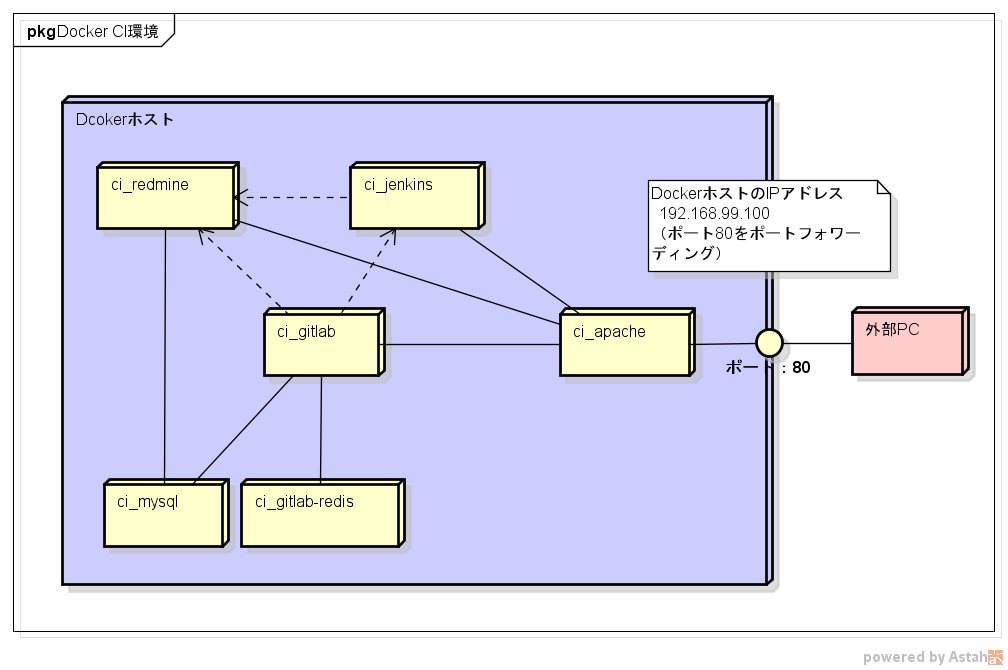 pkgDocker CI環境
Dcokerホスト
ci_redmine
ci_jenkins
DockerホストのIPアドレス
192.168.99.100
（ポート80をポートフォワー
ディング）
ci_gitlab
ci_apache
外部PC
ポート：80
ci_mysql
ci_gitlab-redis
powered by Astah